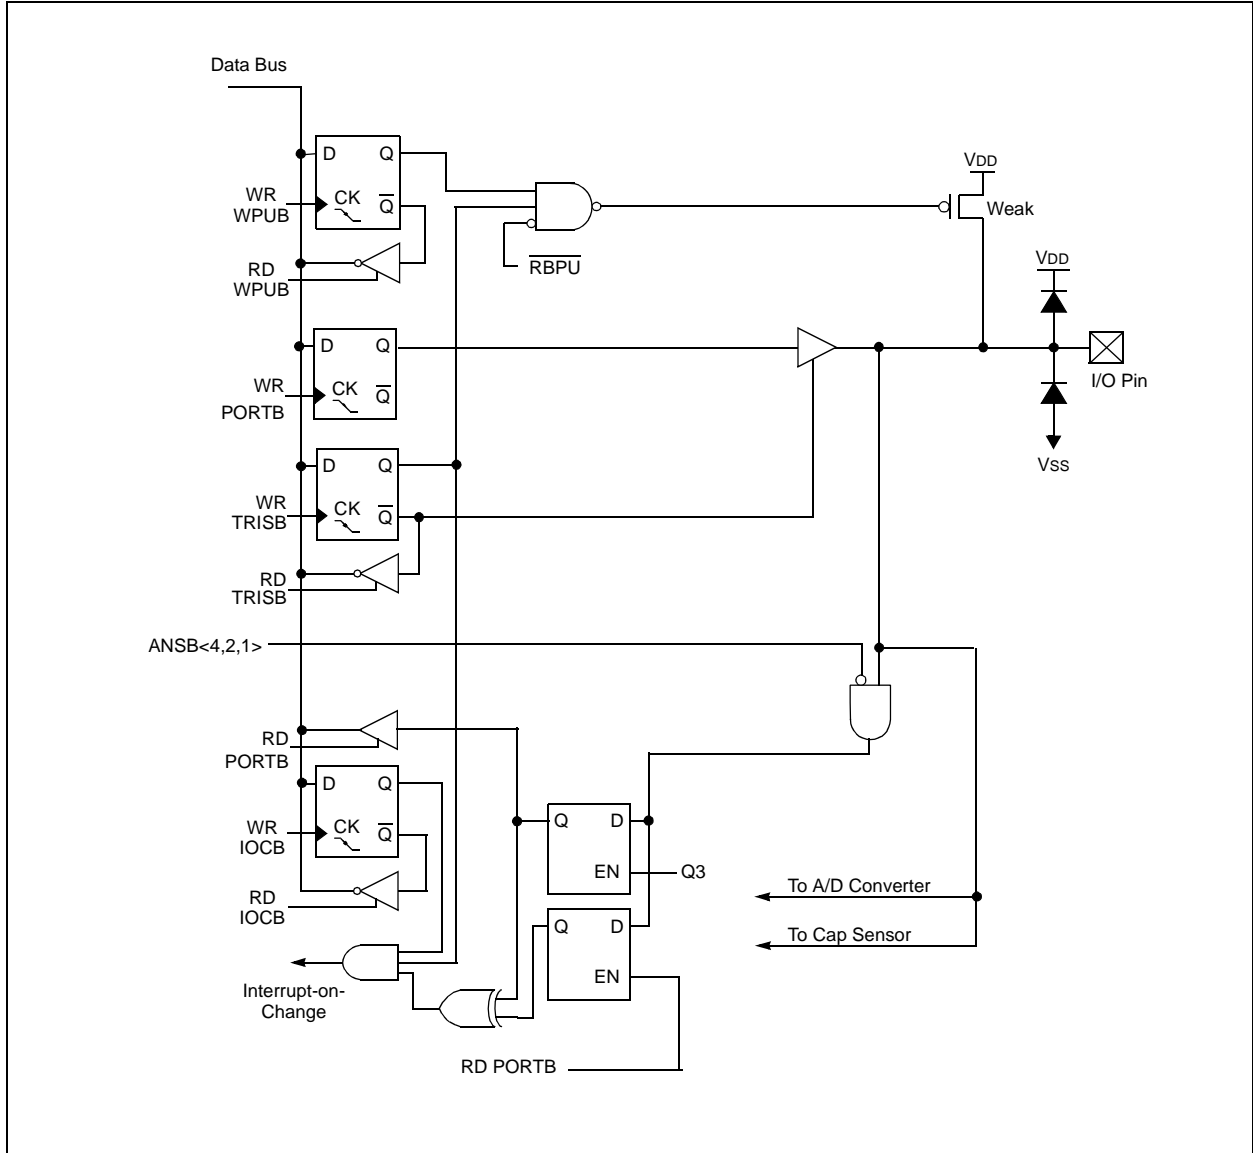 Data Bus
D Q
CK Q
WR
WPUB
RD
WPUB
RBPU
VDD
Weak
VDD
I/O Pin
VSS
D Q
CK Q
WR
PORTB
D Q
CK Q
WR
TRISB
RD
TRISB
ANSB<4,2,1>
RD
PORTB
D Q
CK Q
WR
IOCB
RD
IOCB
Q D
EN Q3
Q D
EN
To A/D Converter
To Cap Sensor
Interrupt-on-
Change
RD PORTB